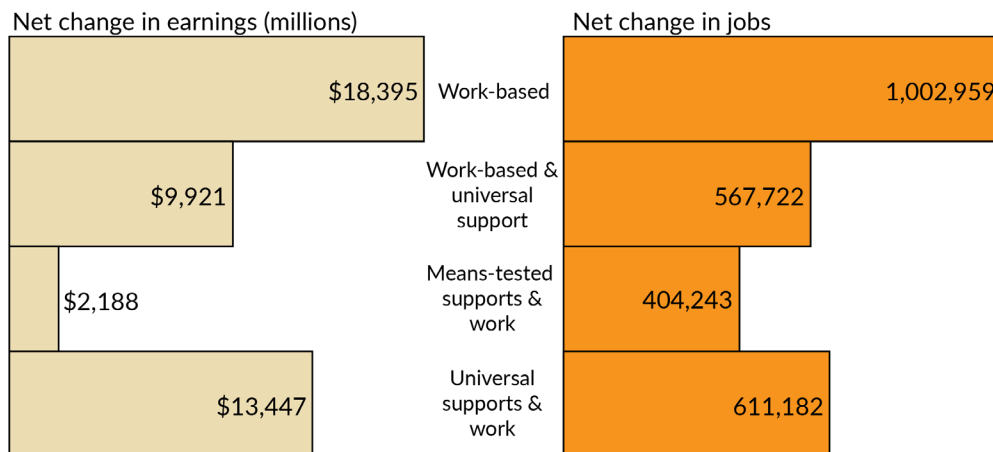 Net change in earnings (millions)
Net change in jobs
$18,395
Work-based
1,002,959
$9,921
Work-based &
universal
support
567,722
$2,188
Means-tested
supports &
work
404,243
$13,447
Universal
supports &
work
611,182